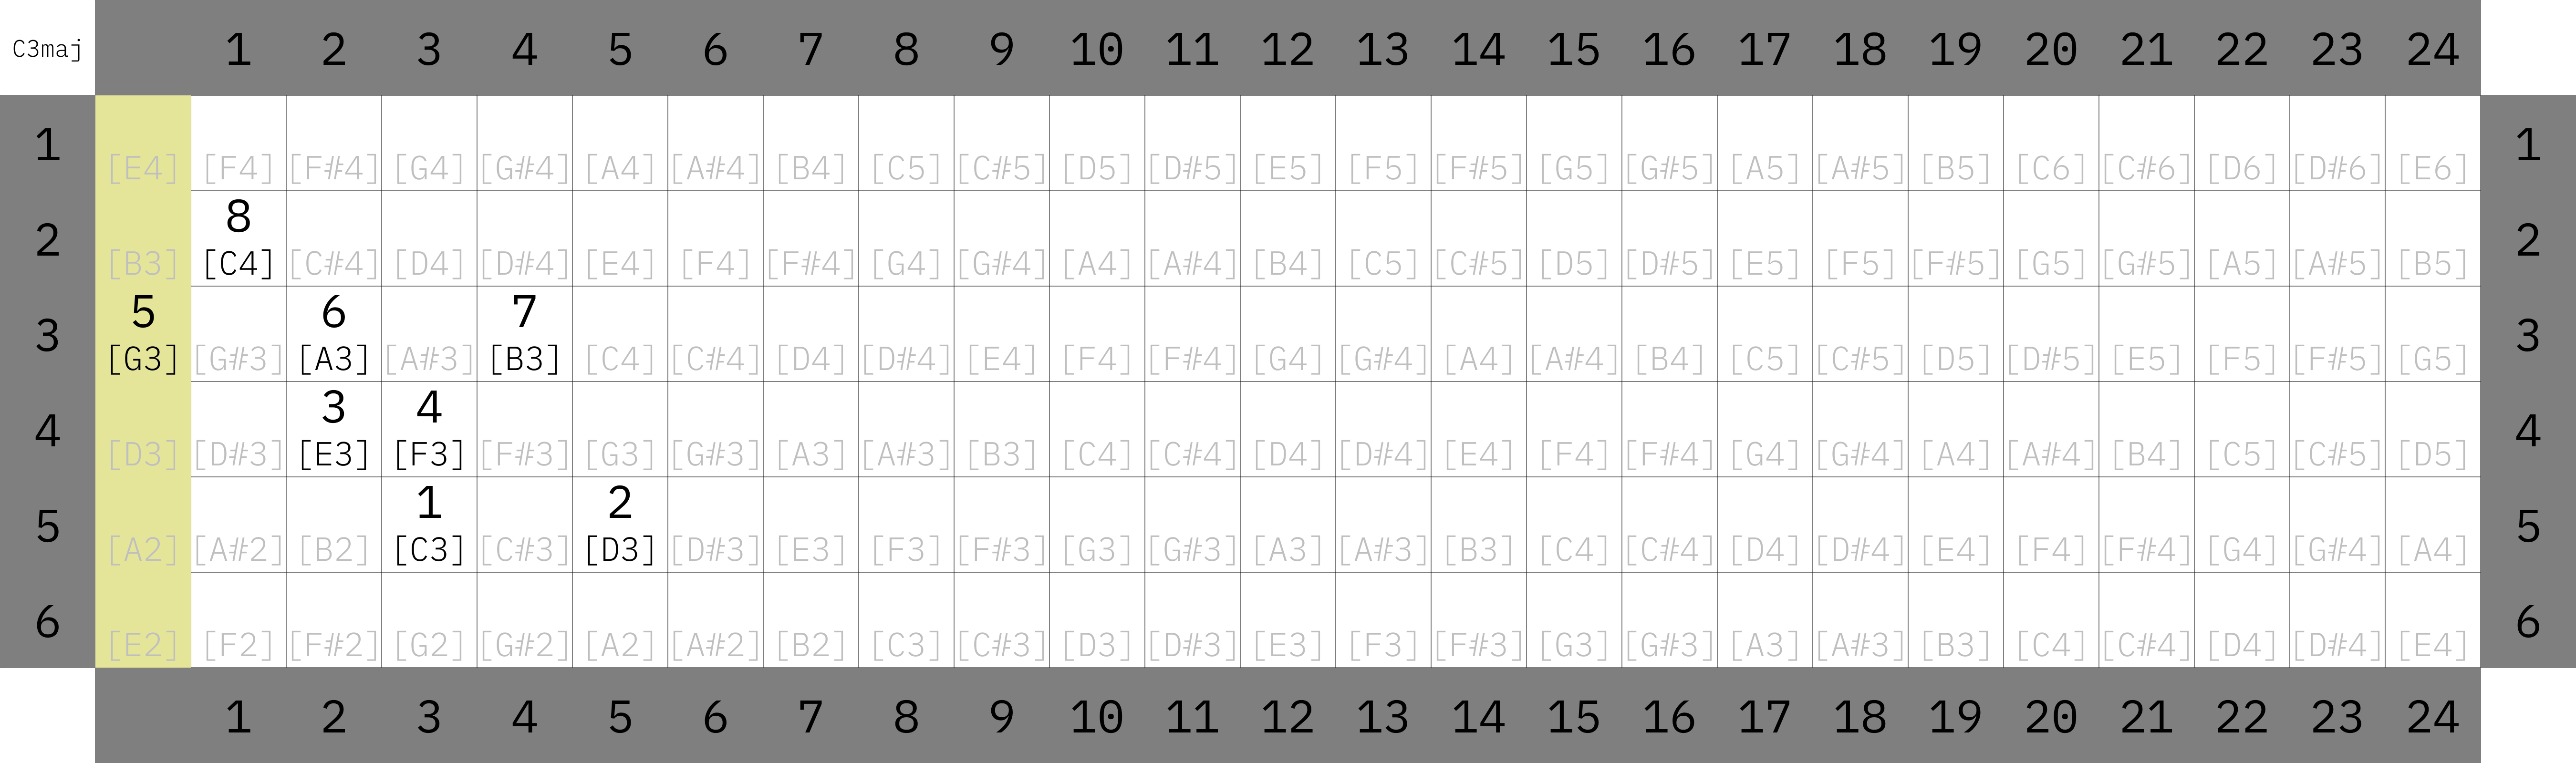 C3maj 1 2 3 4 5 6 7 8 9 10 11 12 13 14 15 16 17 18 19 20 21 22 23 24
1 [E4] [F4] [F#4] [G4] [G#4] [A4] [A#4] [B4] [C5] [C#5] [D5] [D#5] [E5] [F5] [F#5] [G5] [G#5] [A5] [A#5] [B5] [C6] [C#6] [D6] [D#6] [E6] 1
8
2 [B3] [C4] [C#4] [D4] [D#4] [E4] [F4] [F#4] [G4] [G#4] [A4] [A#4] [B4] [C5] [C#5] [D5] [D#5] [E5] [F5] [F#5] [G5] [G#5] [A5] [A#5] [B5] 2
5 6 7
3 [G3] [G#3] [A3] [A#3] [B3] [C4] [C#4] [D4] [D#4] [E4] [F4] [F#4] [G4] [G#4] [A4] [A#4] [B4] [C5] [C#5] [D5] [D#5] [E5] [F5] [F#5] [G5] 3
3 4
4 [D3] [D#3] [E3] [F3] [F#3] [G3] [G#3] [A3] [A#3] [B3] [C4] [C#4] [D4] [D#4] [E4] [F4] [F#4] [G4] [G#4] [A4] [A#4] [B4] [C5] [C#5] [D5] 4
1 2
5 [A2] [A#2] [B2] [C3] [C#3] [D3] [D#3] [E3] [F3] [F#3] [G3] [G#3] [A3] [A#3] [B3] [C4] [C#4] [D4] [D#4] [E4] [F4] [F#4] [G4] [G#4] [A4] 5
6 [E2] [F2] [F#2] [G2] [G#2] [A2] [A#2] [B2] [C3] [C#3] [D3] [D#3] [E3] [F3] [F#3] [G3] [G#3] [A3] [A#3] [B3] [C4] [C#4] [D4] [D#4] [E4] 6
1 2 3 4 5 6 7 8 9 10 11 12 13 14 15 16 17 18 19 20 21 22 23 24